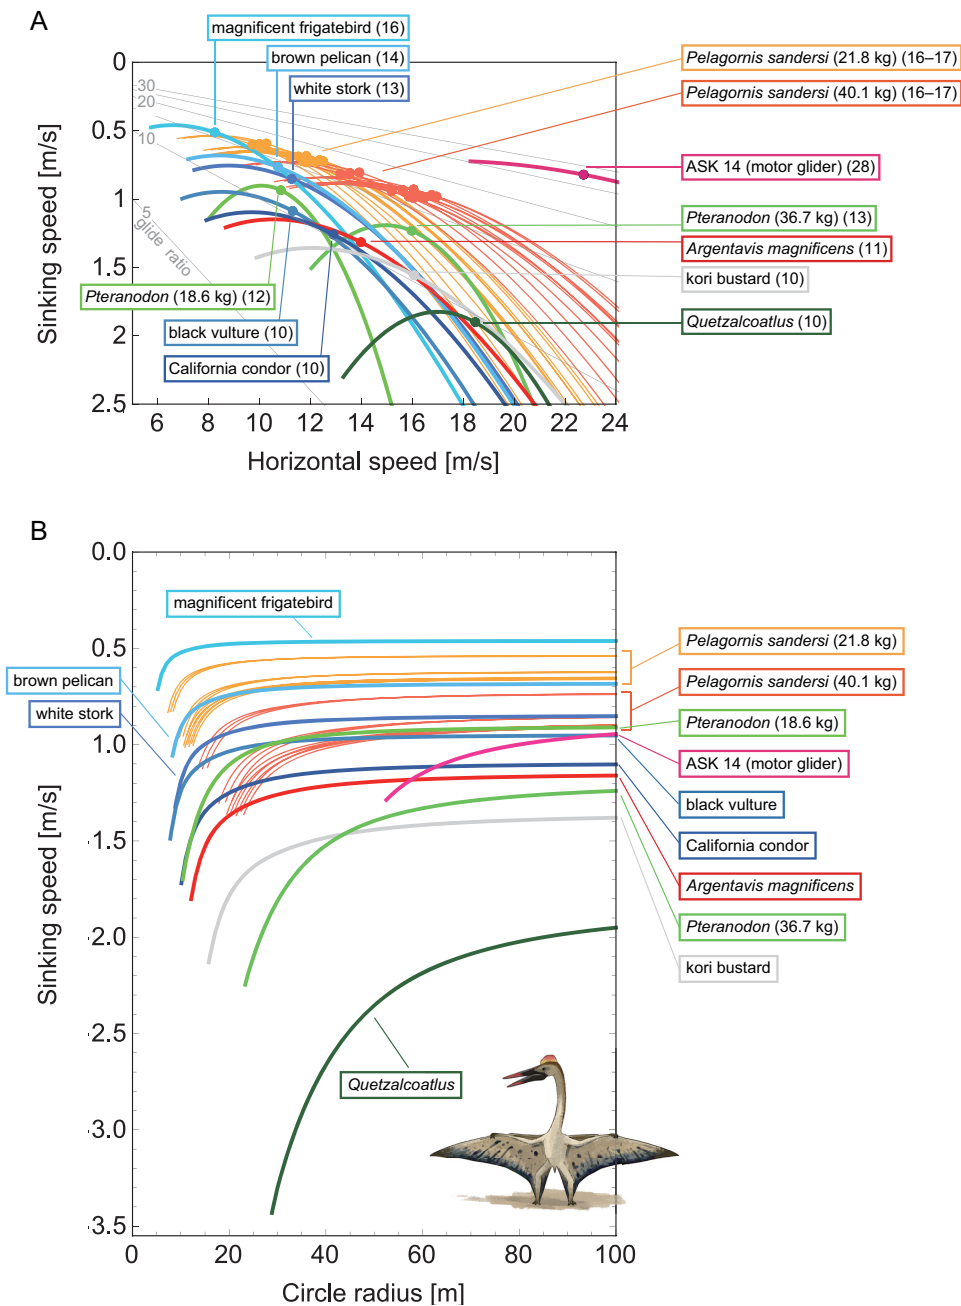 A
magnificent frigatebird (16)
brown pelican (14)
white stork (13)
Pelagornis sandersi (21.8 kg) (16–17)
Pelagornis sandersi (40.1 kg) (16–17)
ASK 14 (motor glider) (28)
Pteranodon (36.7 kg) (13)
Argentavis magnificens (11)
kori bustard (10)
Quetzalcoatlus (10)
Pteranodon (18.6 kg) (12)
black vulture (10)
California condor (10)
30
20
10
5
glide ratio
0
0.5
1
1.5
2
2.5
Sinking speed [m/s]
6 8 10 12 14 16 18 20 22 24
Horizontal speed [m/s]
B
magnificent frigatebird
brown pelican
white stork
Pelagornis sandersi (21.8 kg)
Pelagornis sandersi (40.1 kg)
Pteranodon (18.6 kg)
ASK 14 (motor glider)
black vulture
California condor
Argentavis magnificens
Pteranodon (36.7 kg)
kori bustard
Quetzalcoatlus
0.0
0.5
1.0
1.5
2.0
2.5
3.0
3.5
Sinking speed [m/s]
0 20 40 60 80 100
Circle radius [m]